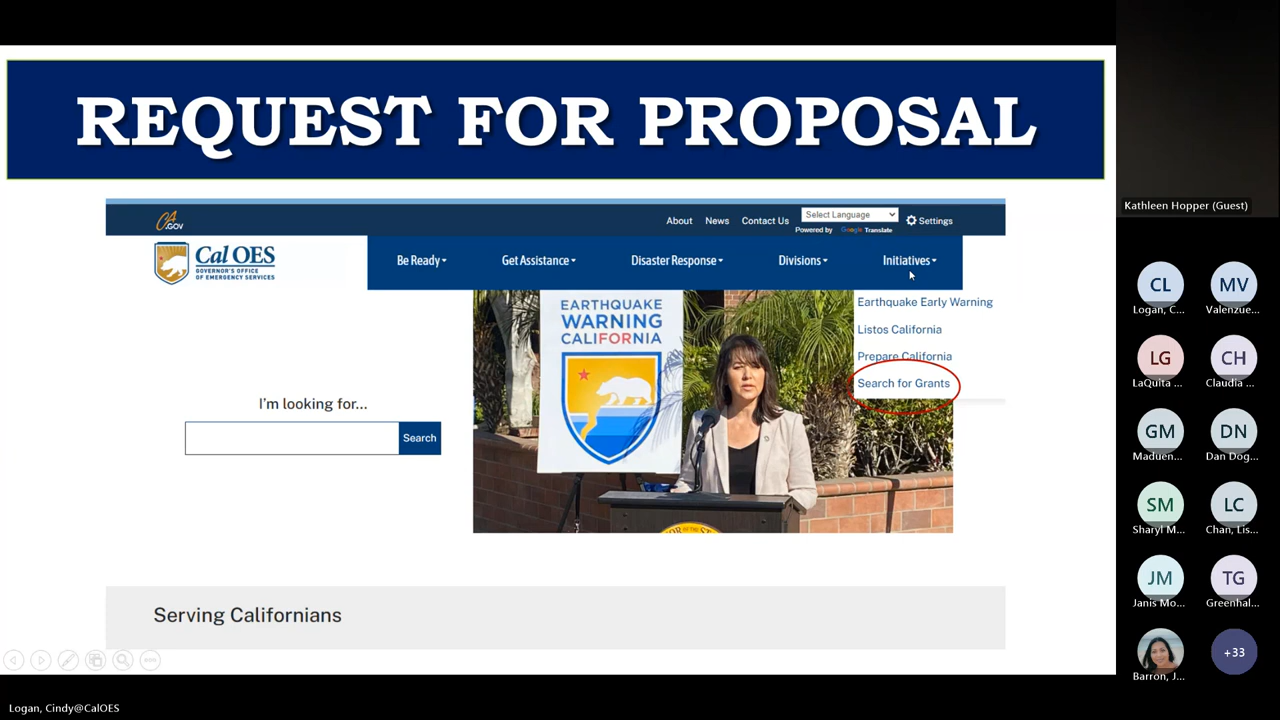 REQUEST FOR PROPOSAL
CA.GOV
About News Contact Us Select Language Settings
Powered by Google Translate
Cal OES
GOVERNOR'S OFFICE
OF EMERGENCY SERVICES
Be Ready Get Assistance Disaster Response Divisions Initiatives
Earthquake Early Warning
Listos California
Prepare California
Search for Grants
EARTHQUAKE
WARNING
CALIFORNIA
I'm looking for...
Search
Serving Californians
Kathleen Hopper (Guest)
CL MV
Logan, C... Valenzue...
LG CH
LaQuita ... Claudia ...
GM DN
Maduen... Dan Dog...
SM LC
Sharyl M... Chan, Lis...
JM TG
Janis Mo... Greenhal...
+33
Barron, J...
Logan, Cindy@CalOES